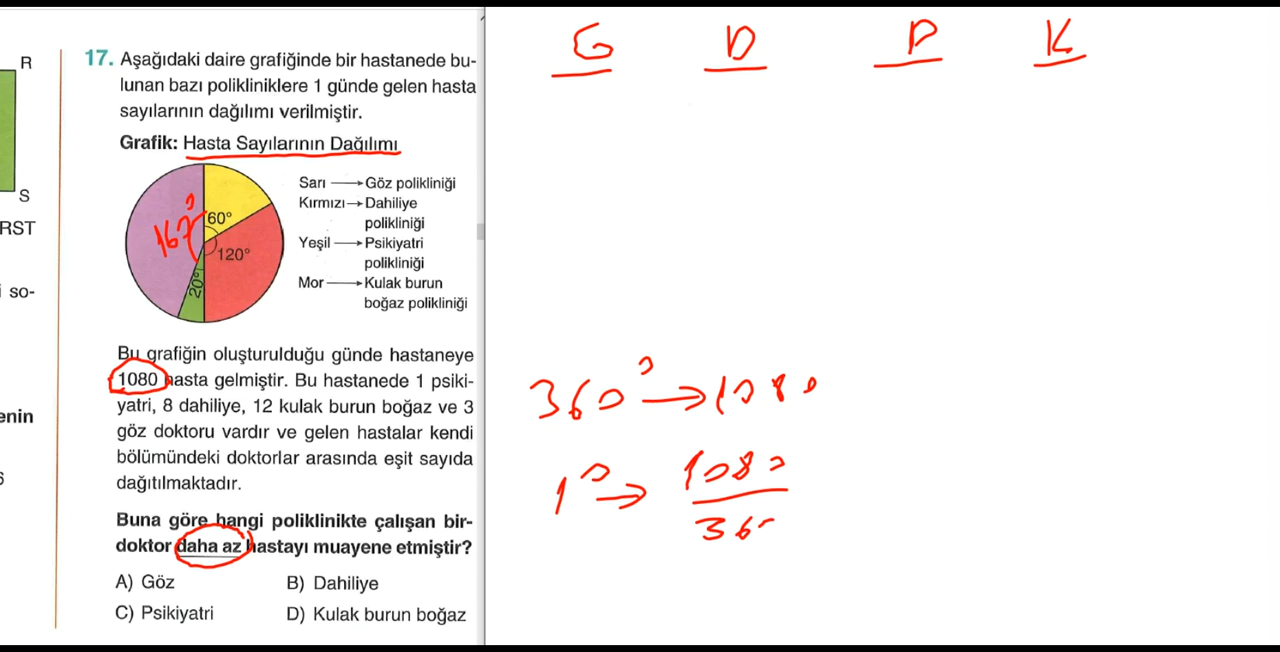 R
S
RST
i so-
enin
17. Aşağıdaki daire grafiğinde bir hastanede bu-
lunan bazı polikliniklere 1 günde gelen hasta
sayılarının dağılımı verilmiştir.
Grafik: Hasta Sayılarının Dağılımı
60°
120°
20°
Sarı → Göz polikliniği
Kırmızı → Dahiliye
polikliniği
Yeşil → Psikiyatri
polikliniği
Mor → Kulak burun
boğaz polikliniği
Bu grafiğin oluşturulduğu günde hastaneye
1080 hasta gelmiştir. Bu hastanede 1 psiki-
yatri, 8 dahiliye, 12 kulak burun boğaz ve 3
göz doktoru vardır ve gelen hastalar kendi
bölümündeki doktorlar arasında eşit sayıda
dağıtılmaktadır.
Buna göre hangi poliklinikte çalışan bir-
doktor daha az hastayı muayene etmiştir?
A) Göz B) Dahiliye
C) Psikiyatri D) Kulak burun boğaz
G D P K
360° → 1080
1° → 1080
360